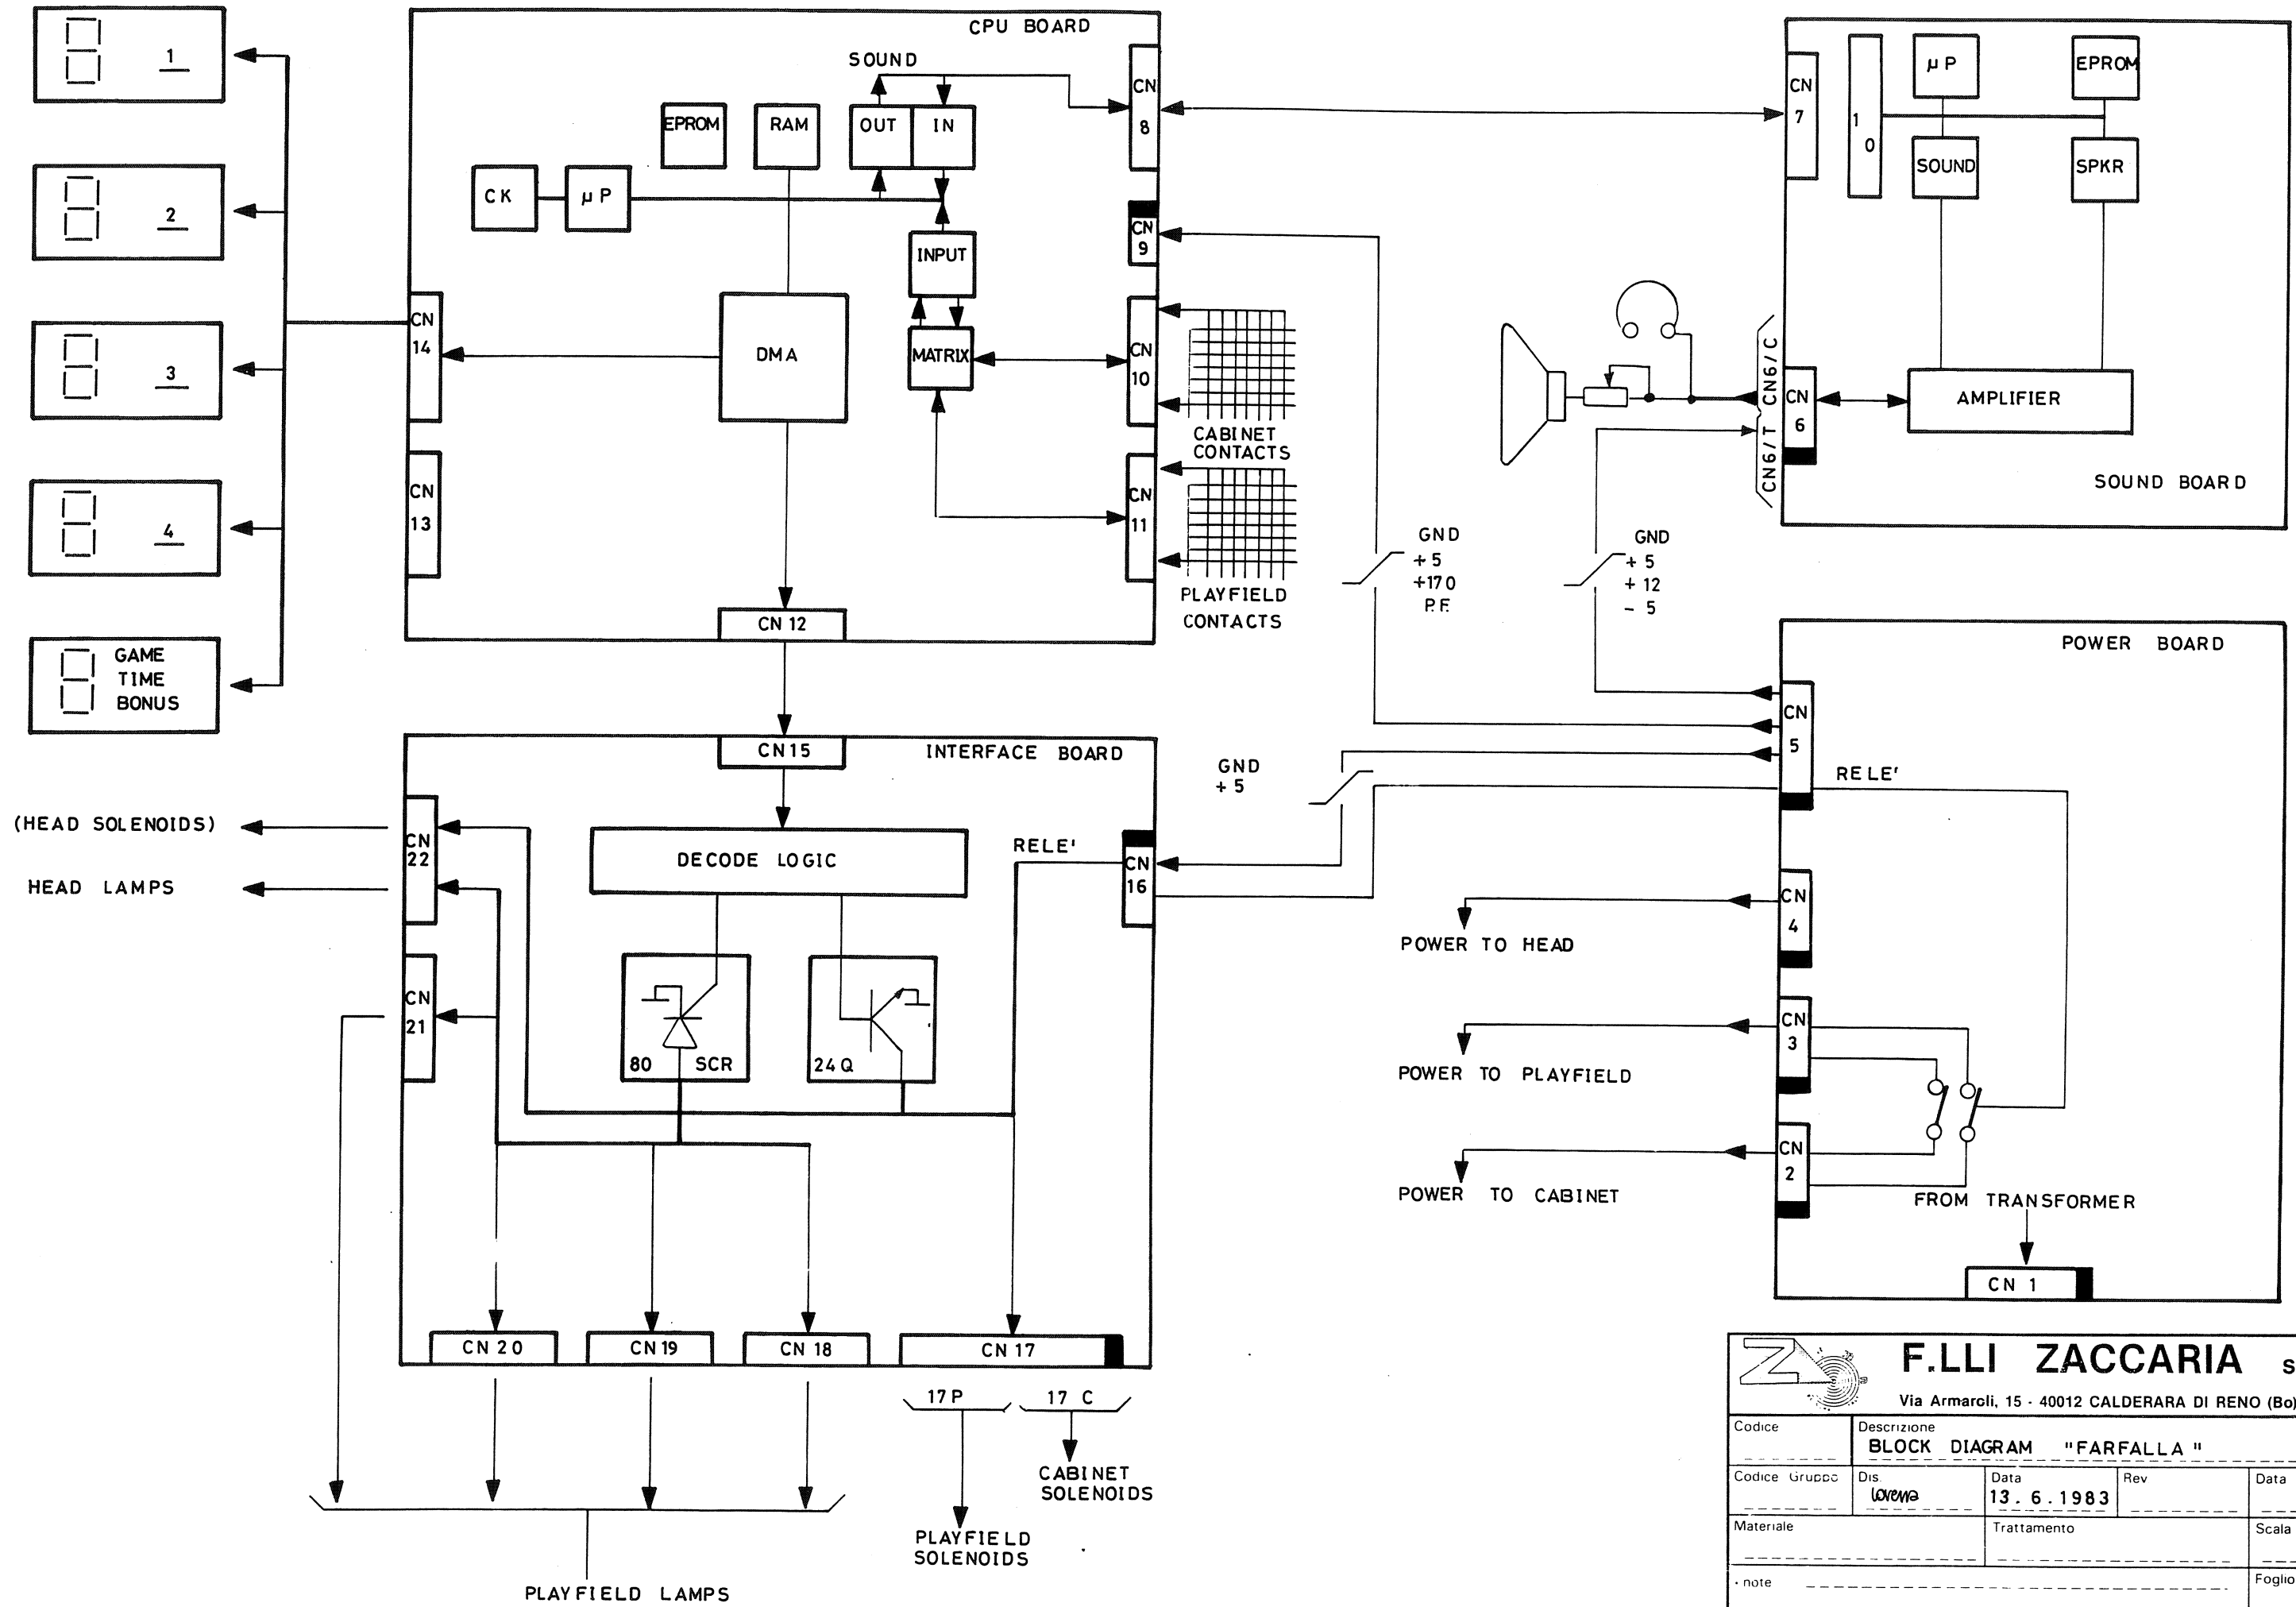 1
2
3
4
GAME
TIME
BONUS
CPU BOARD
SOUND
EPROM
RAM
OUT
IN
CK
µP
INPUT
MATRIX
DMA
CN
8
CN
9
CN
10
CN
11
CN
14
CN
13
CN 12
CABINET
CONTACTS
PLAYFIELD
CONTACTS
CN
7
1
0
µP
EPROM
SOUND
SPKR
CN6/T CN6/C
CN
6
AMPLIFIER
SOUND BOARD
GND
+5
+170
P.F.
GND
+5
+12
-5
INTERFACE BOARD
CN15
DECODE LOGIC
RELE'
CN
16
GND
+5
(HEAD SOLENOIDS)
HEAD LAMPS
CN
22
CN
21
80 SCR
24Q
CN 20
CN 19
CN 18
CN 17
17P
17 C
CABINET
SOLENOIDS
PLAYFIELD
SOLENOIDS
PLAYFIELD LAMPS
POWER BOARD
CN
5
RELE'
CN
4
CN
3
CN
2
POWER TO HEAD
POWER TO PLAYFIELD
POWER TO CABINET
FROM TRANSFORMER
CN 1
F.LLI ZACCARIA S
Via Armaroli, 15 - 40012 CALDERARA DI RENO (Bo)
Codice
Descrizione
BLOCK DIAGRAM "FARFALLA"
Codice Gruppo
Dis.
Data
13.6.1983
Rev
Data
Materiale
Trattamento
Scala
note
Foglio